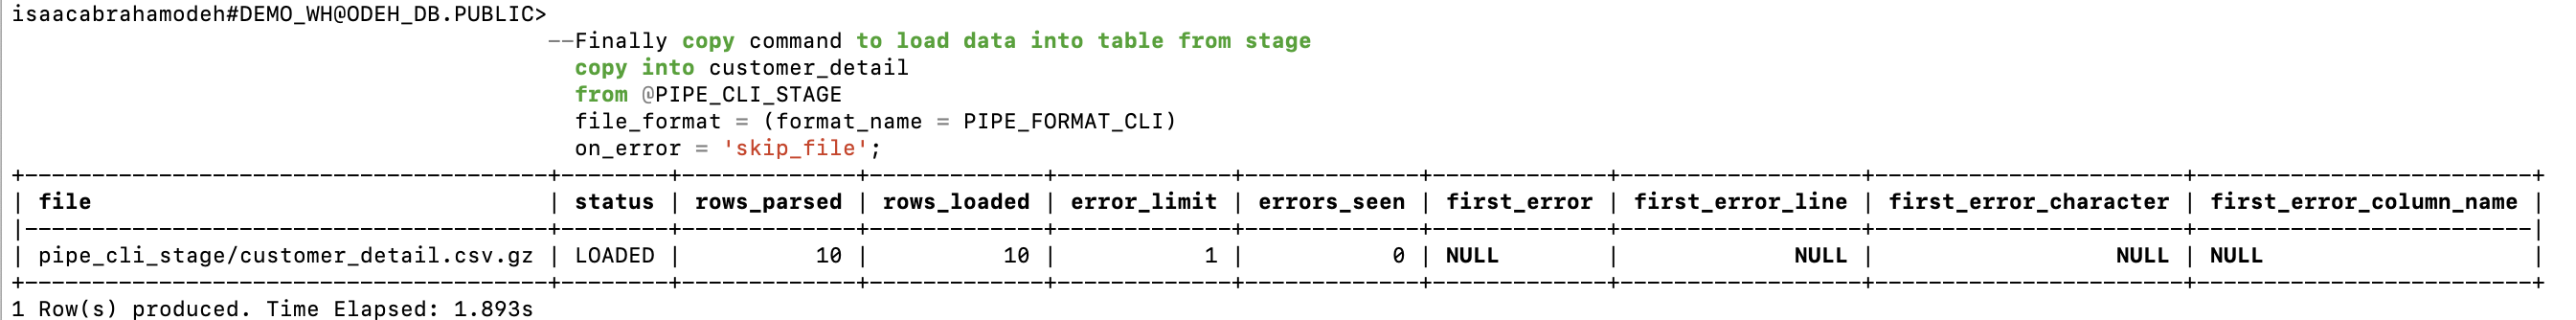 isaacabrahamodeh#DEMO_WH@ODEH_DB.PUBLIC>
--Finally copy command to load data into table from stage
copy into customer_detail
from @PIPE_CLI_STAGE
file_format = (format_name = PIPE_FORMAT_CLI)
on_error = 'skip_file';
+---------------------------------------+--------+-------------+-------------+-------------+-------------+-------------+------------------+-----------------------+-------------------------+
| file | status | rows_parsed | rows_loaded | error_limit | errors_seen | first_error | first_error_line | first_error_character | first_error_column_name |
|---------------------------------------+--------+-------------+-------------+-------------+-------------+-------------+------------------+-----------------------+-------------------------|
| pipe_cli_stage/customer_detail.csv.gz | LOADED | 10 | 10 | 1 | 0 | NULL | NULL | NULL | NULL |
+---------------------------------------+--------+-------------+-------------+-------------+-------------+-------------+------------------+-----------------------+-------------------------+
1 Row(s) produced. Time Elapsed: 1.893s